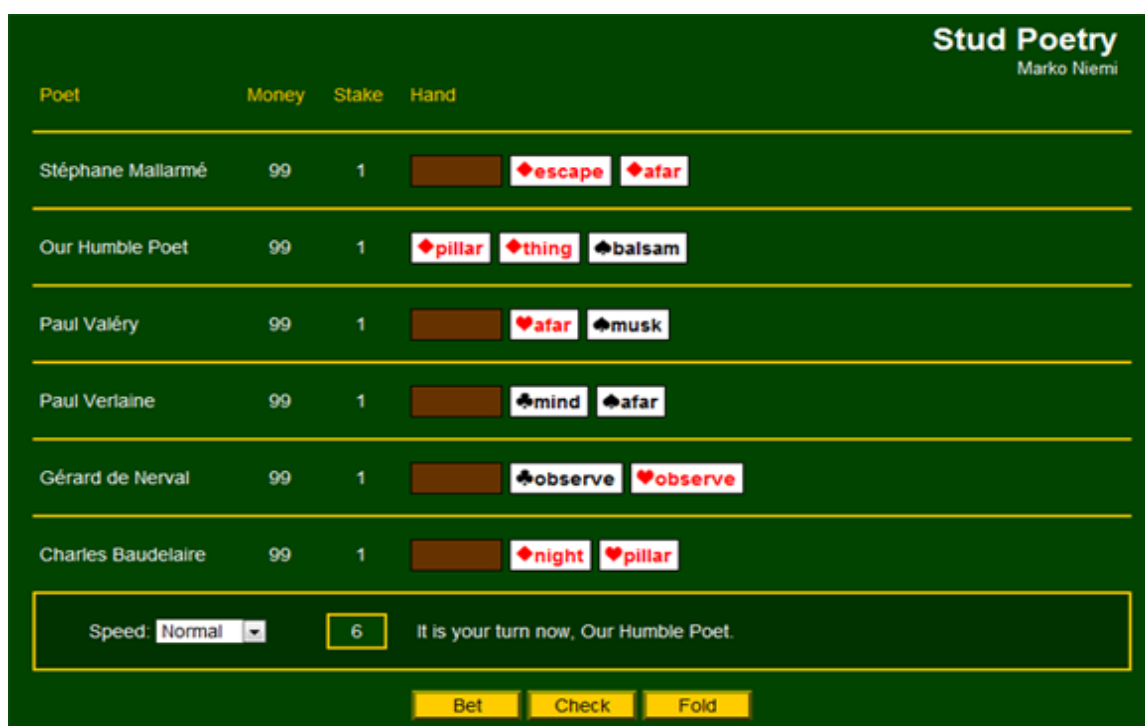 Stud Poetry
Marko Niemi
Poet Money Stake Hand
Stéphane Mallarmé 99 1 ♦escape ♦afar
Our Humble Poet 99 1 ♦pillar ♦thing ♠balsam
Paul Valéry 99 1 ♥afar ♠musk
Paul Verlaine 99 1 ♣mind ♠afar
Gérard de Nerval 99 1 ♣observe ♥observe
Charles Baudelaire 99 1 ♦night ♥pillar
Speed: Normal 6 It is your turn now, Our Humble Poet.
Bet Check Fold